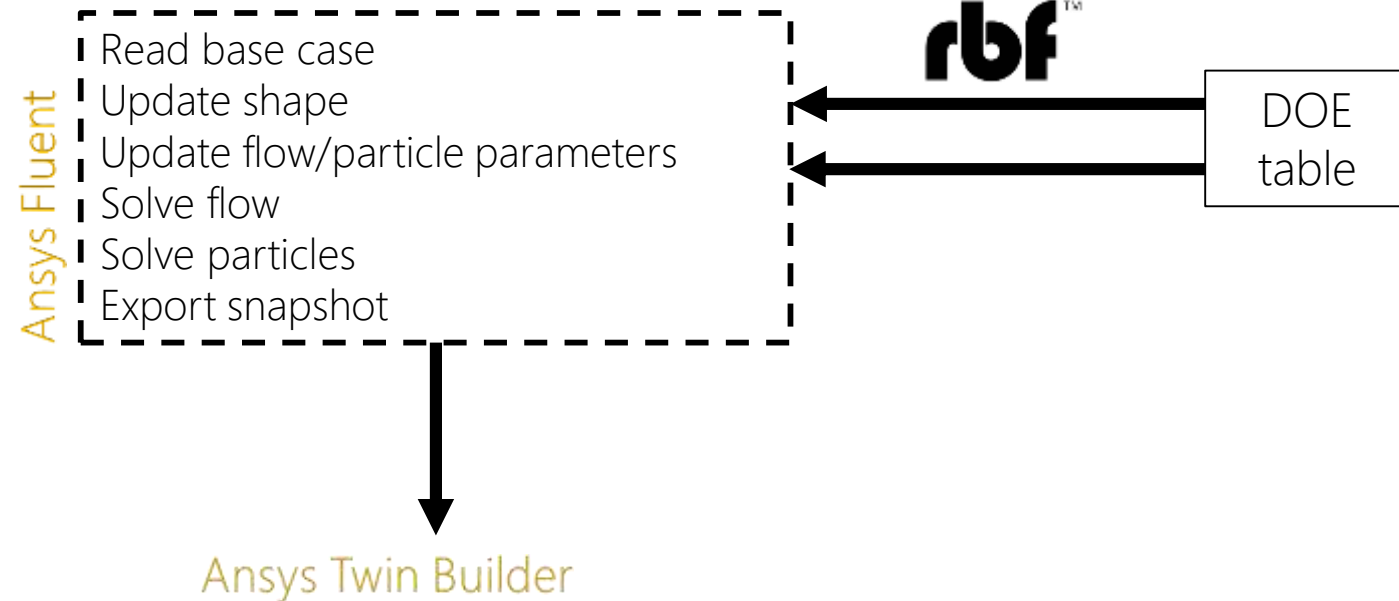 Ansys Fluent
Read base case
Update shape
Update flow/particle parameters
Solve flow
Solve particles
Export snapshot
rbf™
DOE
table
Ansys Twin Builder